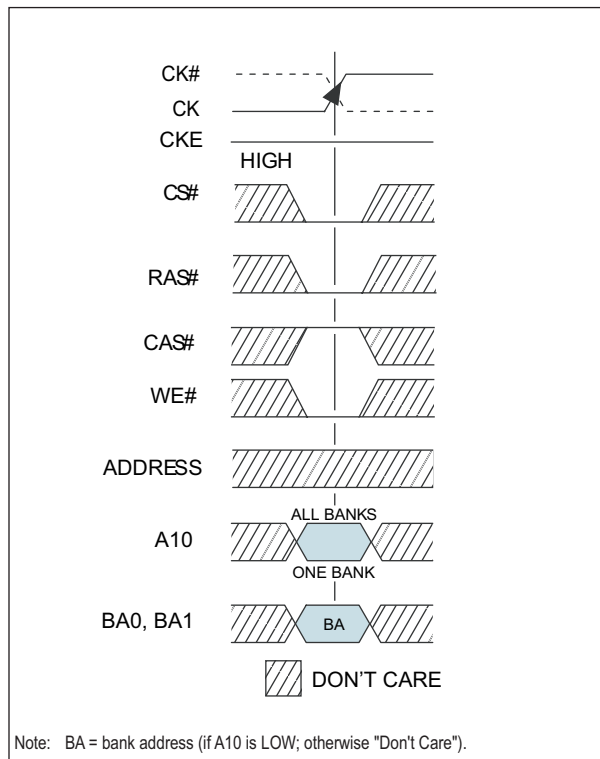 CK#
CK
CKE
HIGH
CS#
RAS#
CAS#
WE#
ADDRESS
ALL BANKS
A10
ONE BANK
BA0, BA1
BA
DON'T CARE
Note: BA = bank address (if A10 is LOW; otherwise "Don't Care").